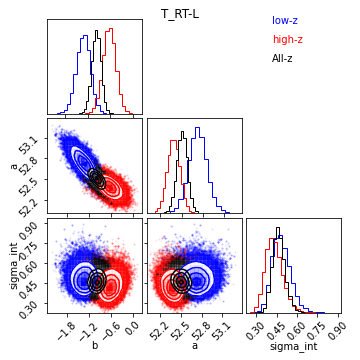 T_RT-L
low-z
high-z
All-z
a
53.1
52.8
52.5
52.2
sigma_int
0.90
0.75
0.60
0.45
0.30
−1.8 −1.2 −0.6 0.0
52.2 52.5 52.8 53.1
0.30 0.45 0.60 0.75 0.90
b a sigma_int